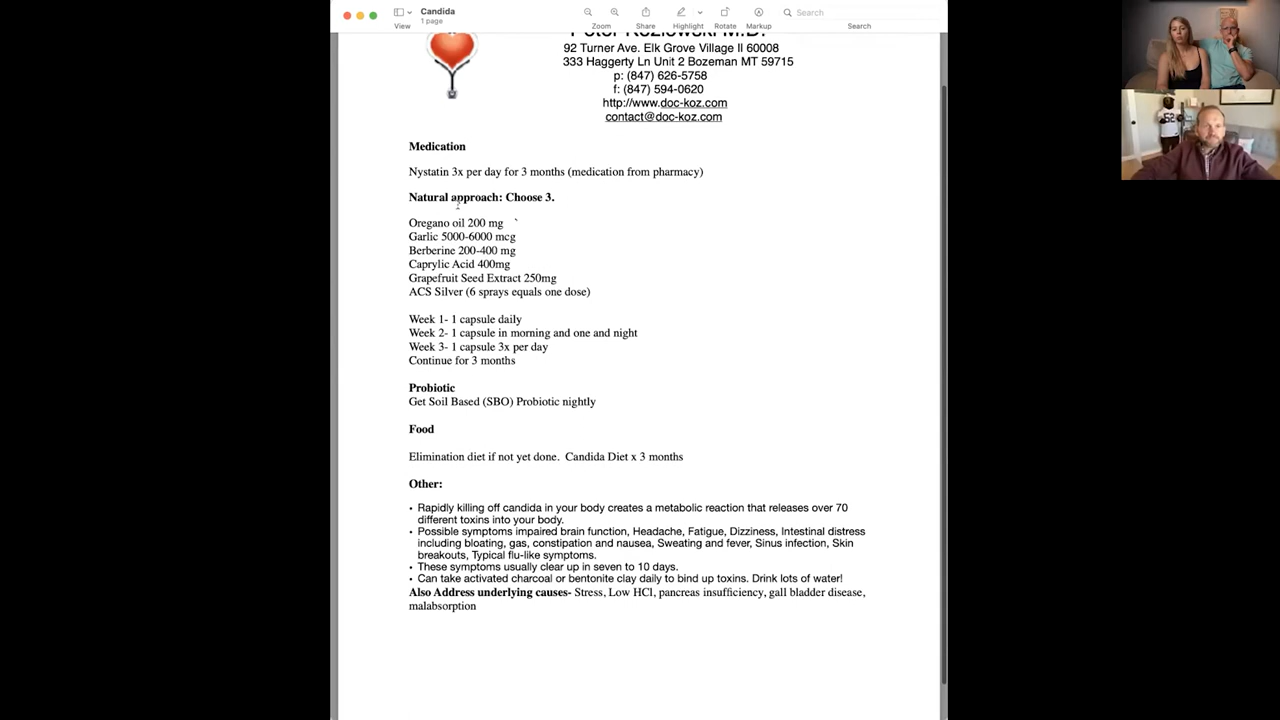 Candida
1 page
View
Zoom
Share
Highlight
Rotate
Markup
Search
Search
Peter Kozlowski M.D.
92 Turner Ave. Elk Grove Village Il 60008
333 Haggerty Ln Unit 2 Bozeman MT 59715
p: (847) 626-5758
f: (847) 594-0620
http://www.doc-koz.com
contact@doc-koz.com
Medication
Nystatin 3x per day for 3 months (medication from pharmacy)
Natural approach: Choose 3.
Oregano oil 200 mg `
Garlic 5000-6000 mcg
Berberine 200-400 mg
Caprylic Acid 400mg
Grapefruit Seed Extract 250mg
ACS Silver (6 sprays equals one dose)
Week 1- 1 capsule daily
Week 2- 1 capsule in morning and one and night
Week 3- 1 capsule 3x per day
Continue for 3 months
Probiotic
Get Soil Based (SBO) Probiotic nightly
Food
Elimination diet if not yet done. Candida Diet x 3 months
Other:
• Rapidly killing off candida in your body creates a metabolic reaction that releases over 70
different toxins into your body.
• Possible symptoms impaired brain function, Headache, Fatigue, Dizziness, Intestinal distress
including bloating, gas, constipation and nausea, Sweating and fever, Sinus infection, Skin
breakouts, Typical flu-like symptoms.
• These symptoms usually clear up in seven to 10 days.
• Can take activated charcoal or bentonite clay daily to bind up toxins. Drink lots of water!
Also Address underlying causes- Stress, Low HCl, pancreas insufficiency, gall bladder disease,
malabsorption
52